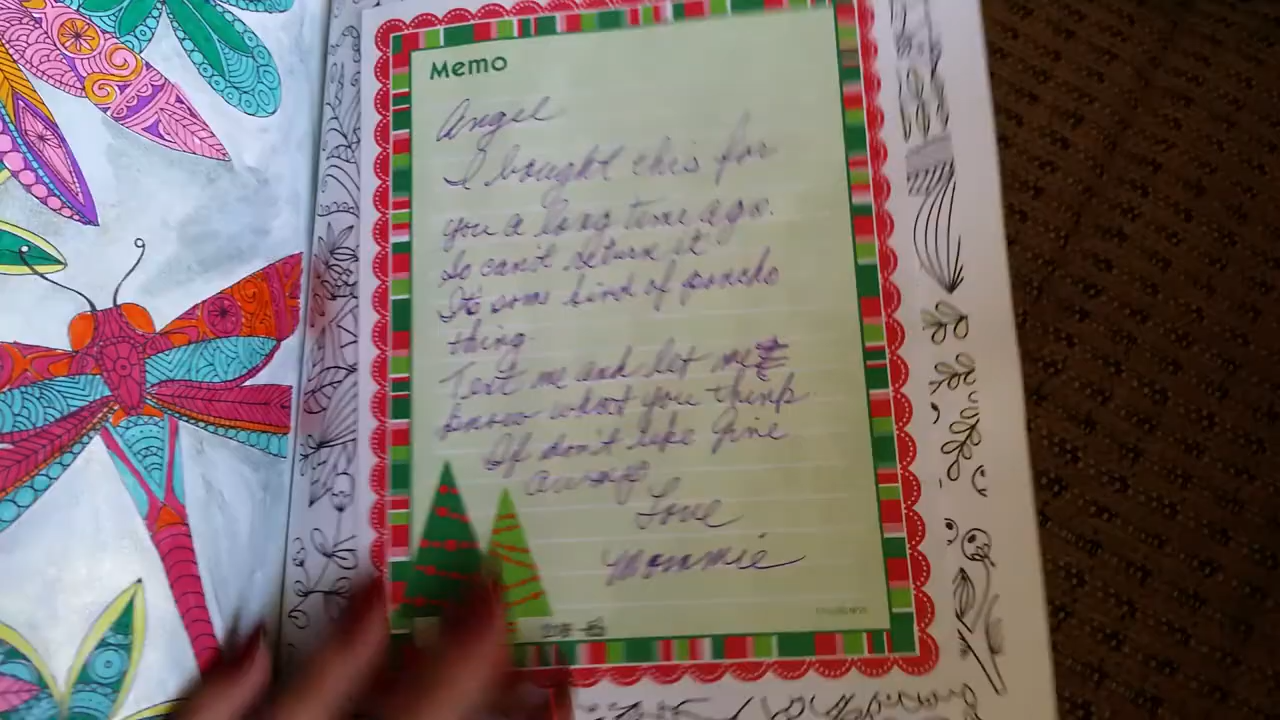 Memo
Angel
I bought this for
you a long time ago.
So can't return it
It's some kind of poncho
thing.
Text me and let me
know what you think
If don't like give
away
Love
Mommie